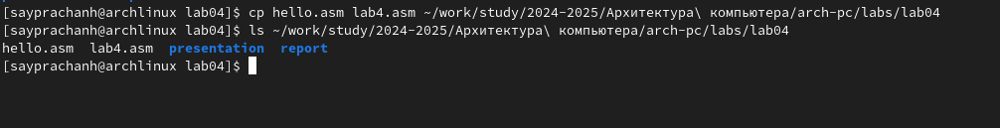 [sayprachanh@archlinux lab04]$ cp hello.asm lab4.asm ~/work/study/2024-2025/Архитектура\ компьютера/arch-pc/labs/lab04
[sayprachanh@archlinux lab04]$ ls ~/work/study/2024-2025/Архитектура\ компьютера/arch-pc/labs/lab04
hello.asm  lab4.asm  presentation  report
[sayprachanh@archlinux lab04]$